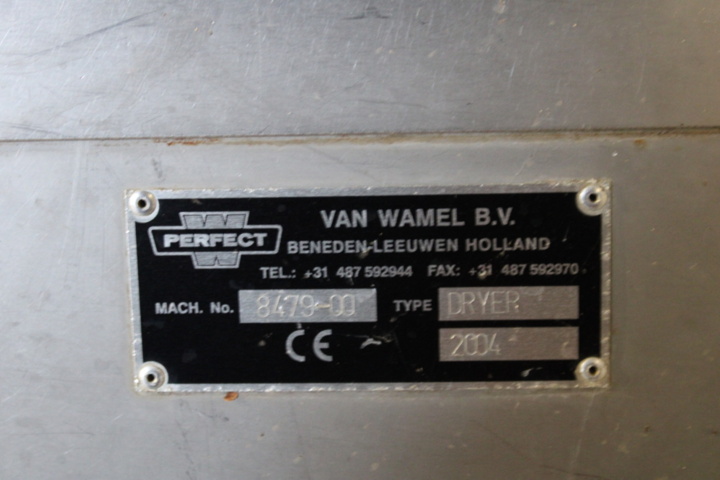 W
PERFECT
VAN WAMEL B.V.
BENEDEN-LEEUWEN HOLLAND
TEL.: +31 487 592944 FAX: +31 487 592970
MACH. No. 8479-00 TYPE DRYER
CE 2004